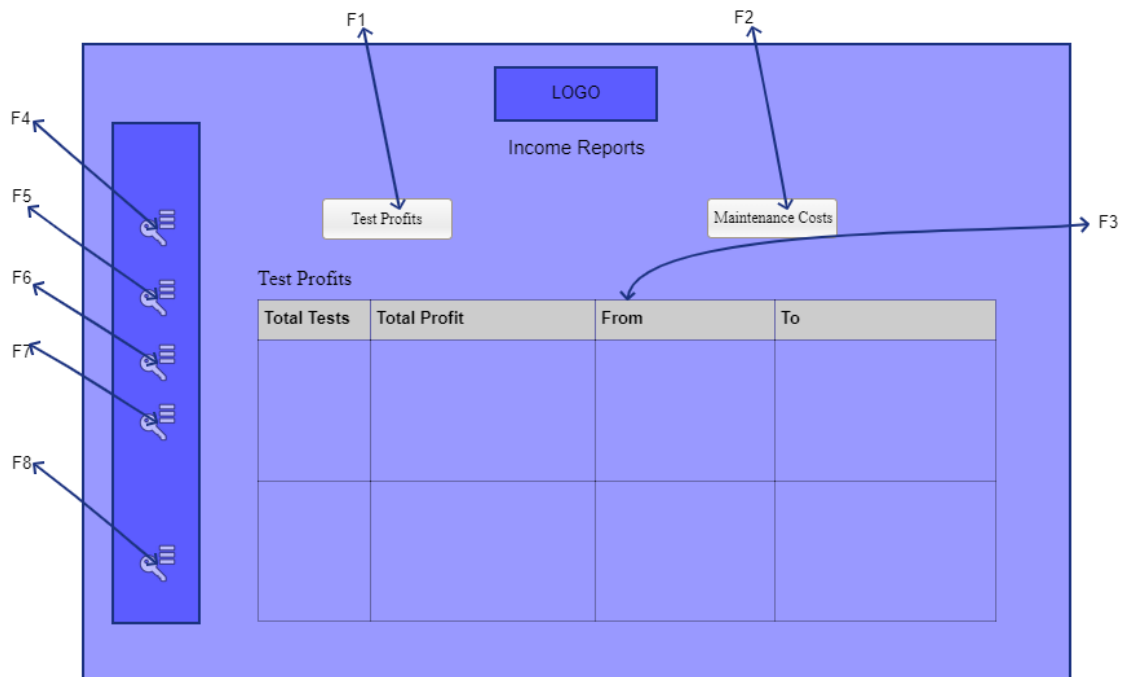 F1
F2
LOGO
F4
Income Reports
F5
Test Profits
Maintenance Costs
F3
F6
Test Profits
Total Tests
Total Profit
From
To
F7
F8